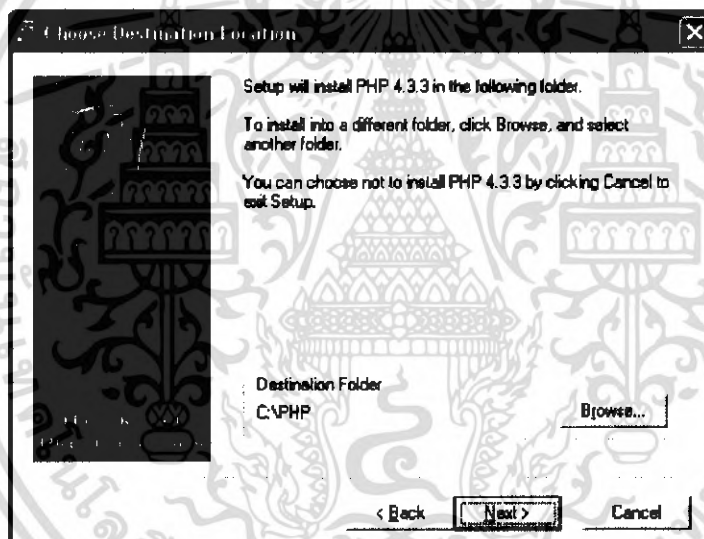 Choose Destination Location
Setup will install PHP 4.3.3 in the following folder.
To install into a different folder, click Browse, and select
another folder.
You can choose not to install PHP 4.3.3 by clicking Cancel to
exit Setup.
Destination Folder
C:\PHP
Browse...
< Back
Next >
Cancel